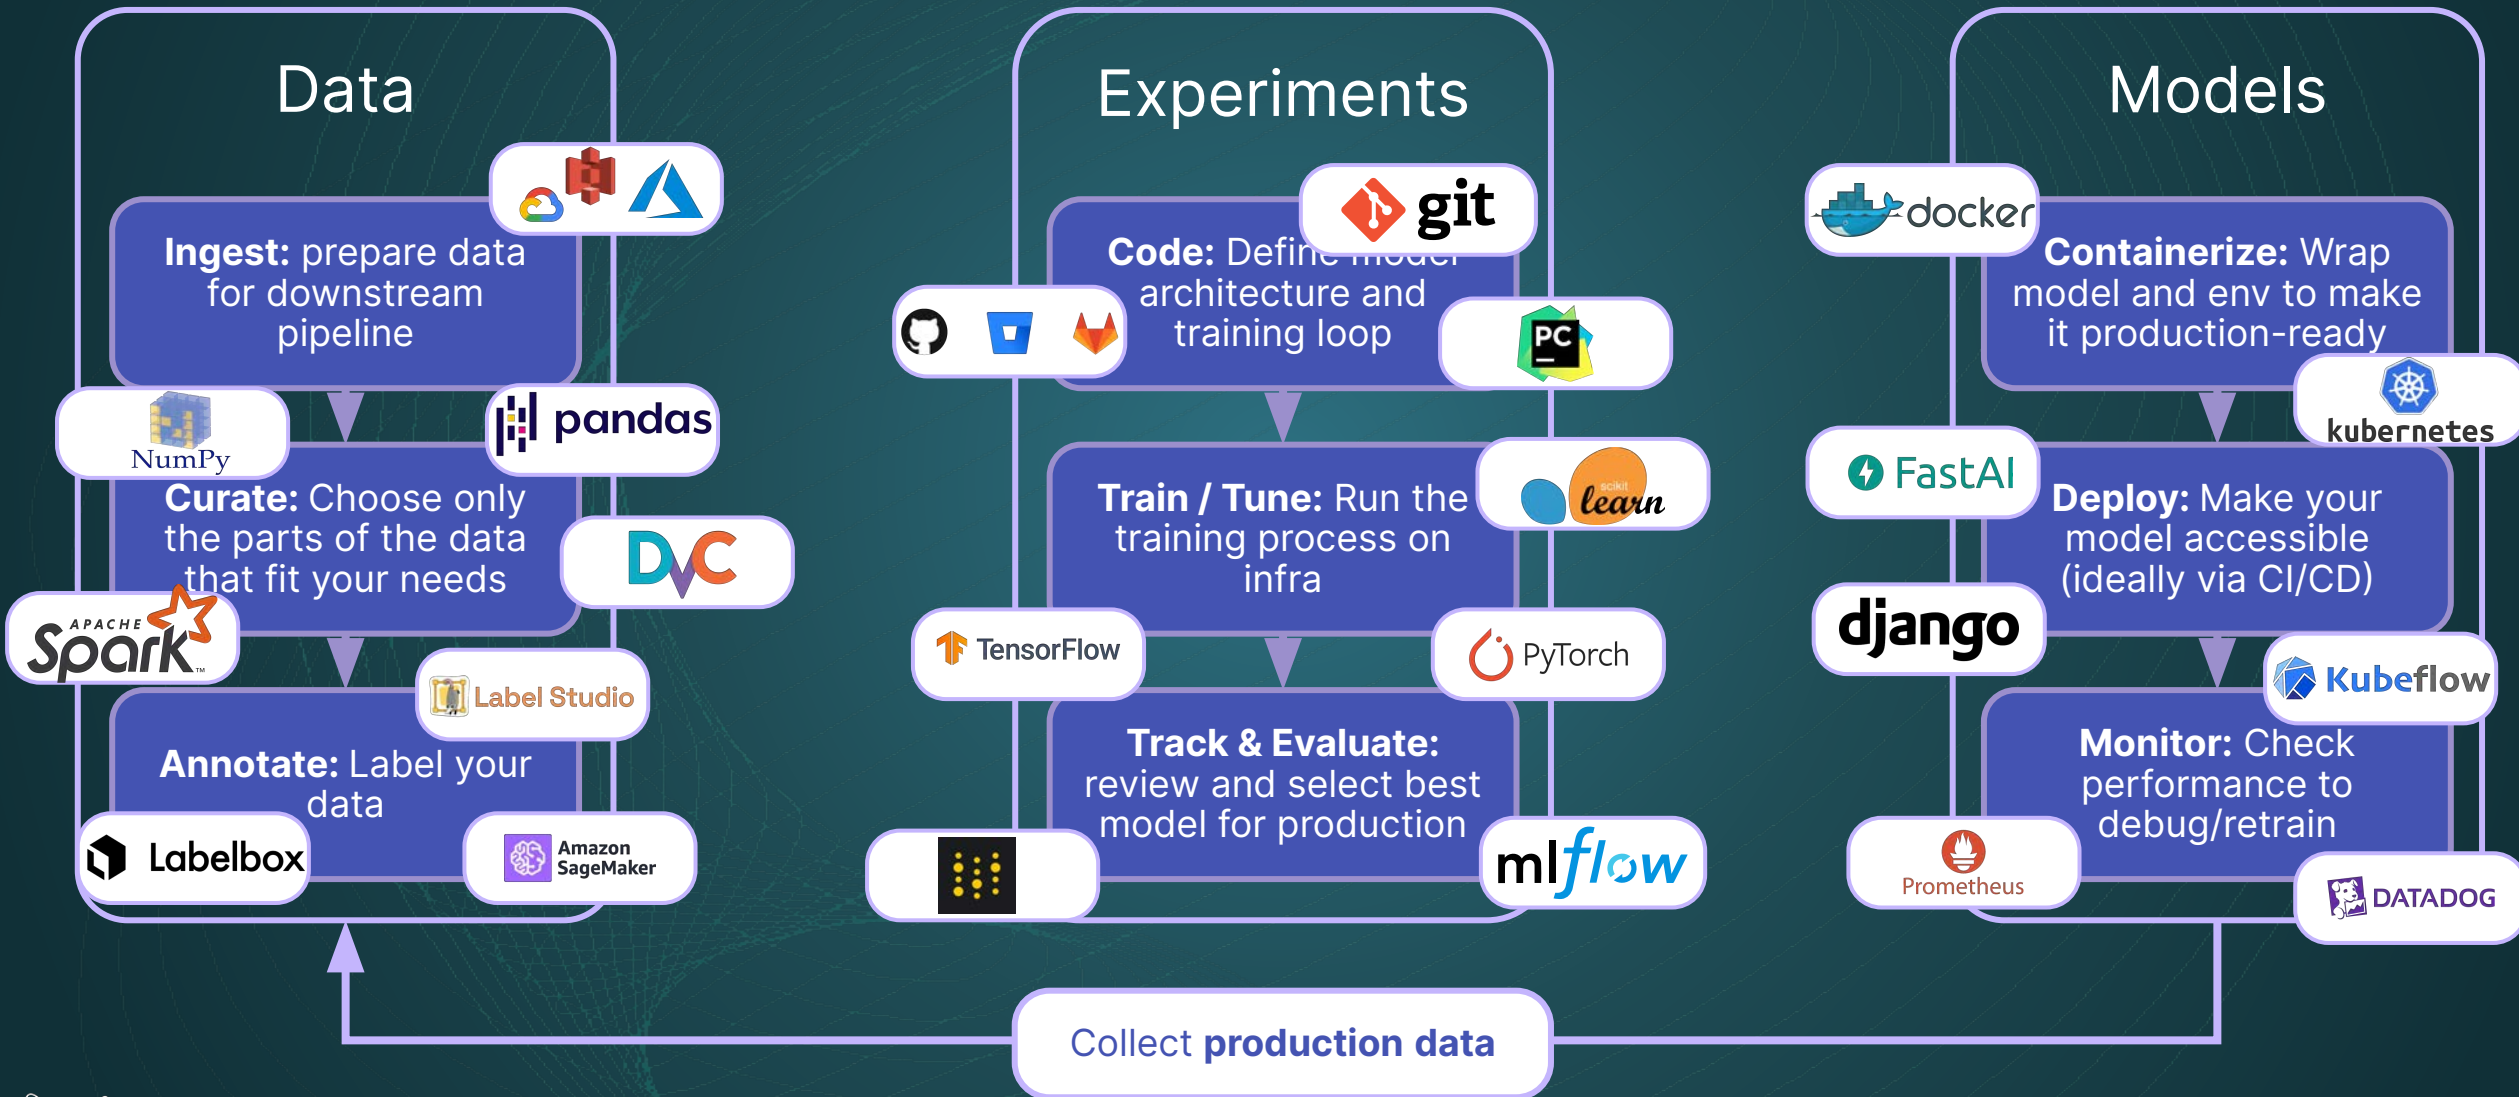 Data
Ingest: prepare data
for downstream
pipeline
NumPy
pandas
Curate: Choose only
the parts of the data
that fit your needs
DVC
APACHE
Spark™
Label Studio
Annotate: Label your
data
Labelbox
Amazon
SageMaker
Experiments
git
Code: Define model
architecture and
training loop
PC
Train / Tune: Run the
training process on
infra
scikit
learn
TensorFlow
PyTorch
Track & Evaluate:
review and select best
model for production
mlflow
Models
docker
Containerize: Wrap
model and env to make
it production-ready
kubernetes
FastAI
Deploy: Make your
model accessible
(ideally via CI/CD)
django
Kubeflow
Monitor: Check
performance to
debug/retrain
Prometheus
DATADOG
Collect production data